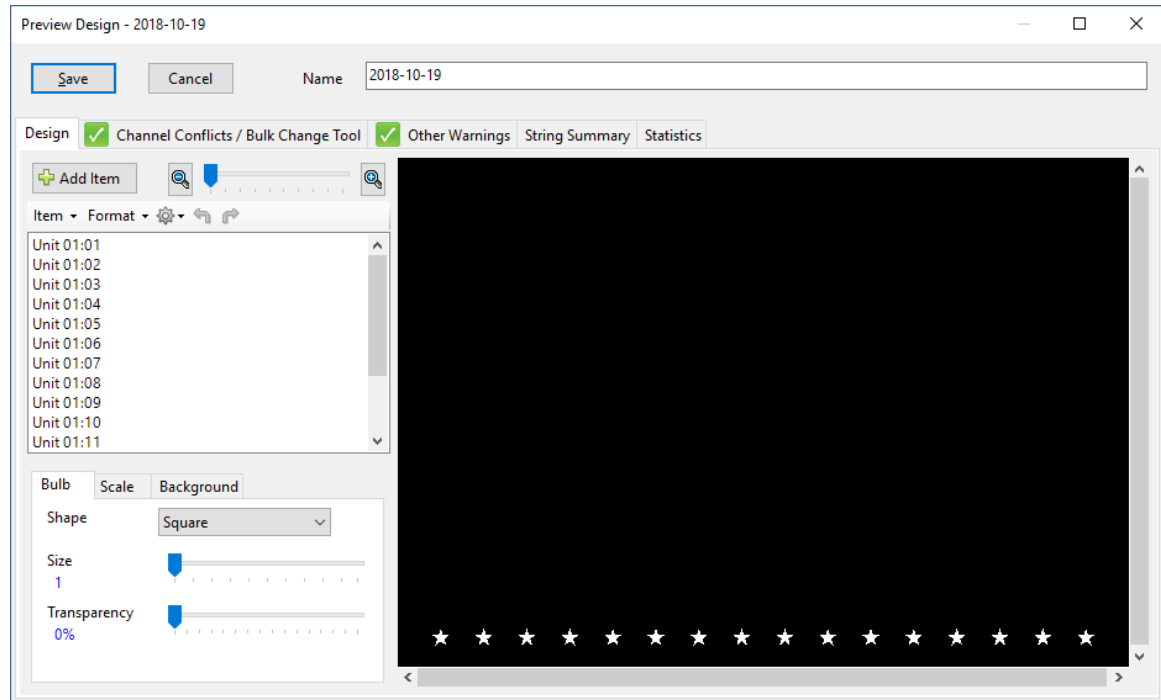 Preview Design - 2018-10-19
Save Cancel Name 2018-10-19
Design Channel Conflicts / Bulk Change Tool Other Warnings String Summary Statistics
Add Item
Item Format
Unit 01:01
Unit 01:02
Unit 01:03
Unit 01:04
Unit 01:05
Unit 01:06
Unit 01:07
Unit 01:08
Unit 01:09
Unit 01:10
Unit 01:11
Bulb Scale Background
Shape Square
Size
1
Transparency
0%